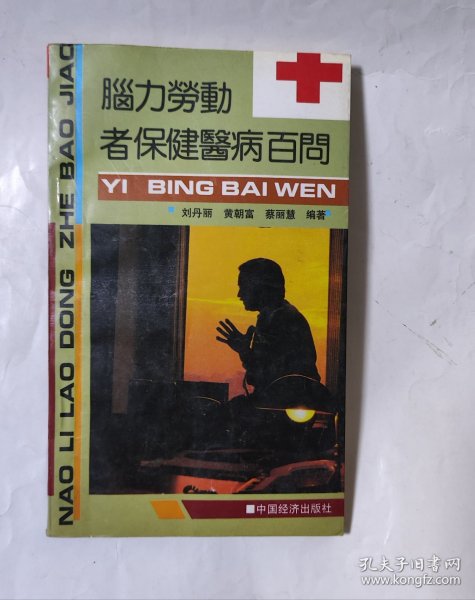 腦力勞動
者保健醫病百問
YI BING BAI WEN
刘丹丽 黄朝富 蔡丽慧 编著
NAO LI LAO DONG ZHE BAO JIAO
中国经济出版社
孔夫子旧书网
www.kongfz.com